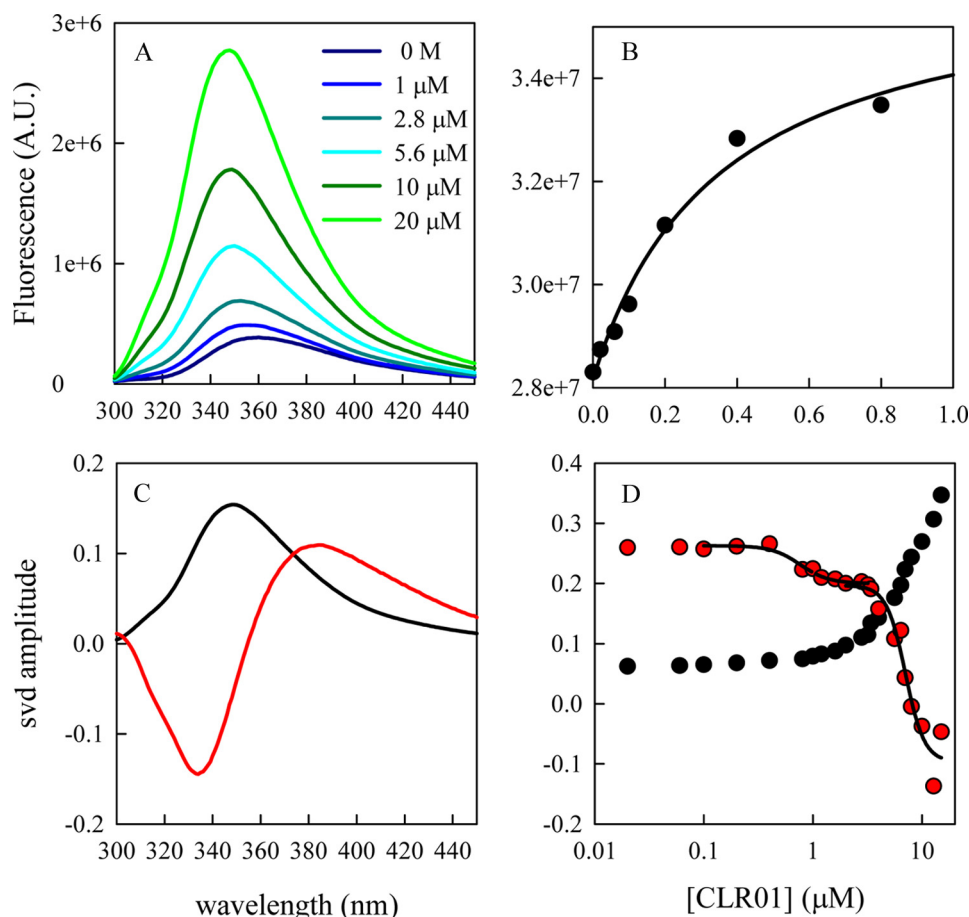 A
0 M
1 μM
2.8 μM
5.6 μM
10 μM
20 μM
Fluorescence (A.U.)
3e+6
2e+6
1e+6
0
300 320 340 360 380 400 420 440
B
3.4e+7
3.2e+7
3.0e+7
2.8e+7
0.0 0.2 0.4 0.6 0.8 1.0
C
svd amplitude
0.2
0.1
0.0
-0.1
-0.2
300 320 340 360 380 400 420 440
wavelength (nm)
D
0.4
0.3
0.2
0.1
0.0
-0.1
-0.2
0.01 0.1 1 10
[CLR01] (μM)